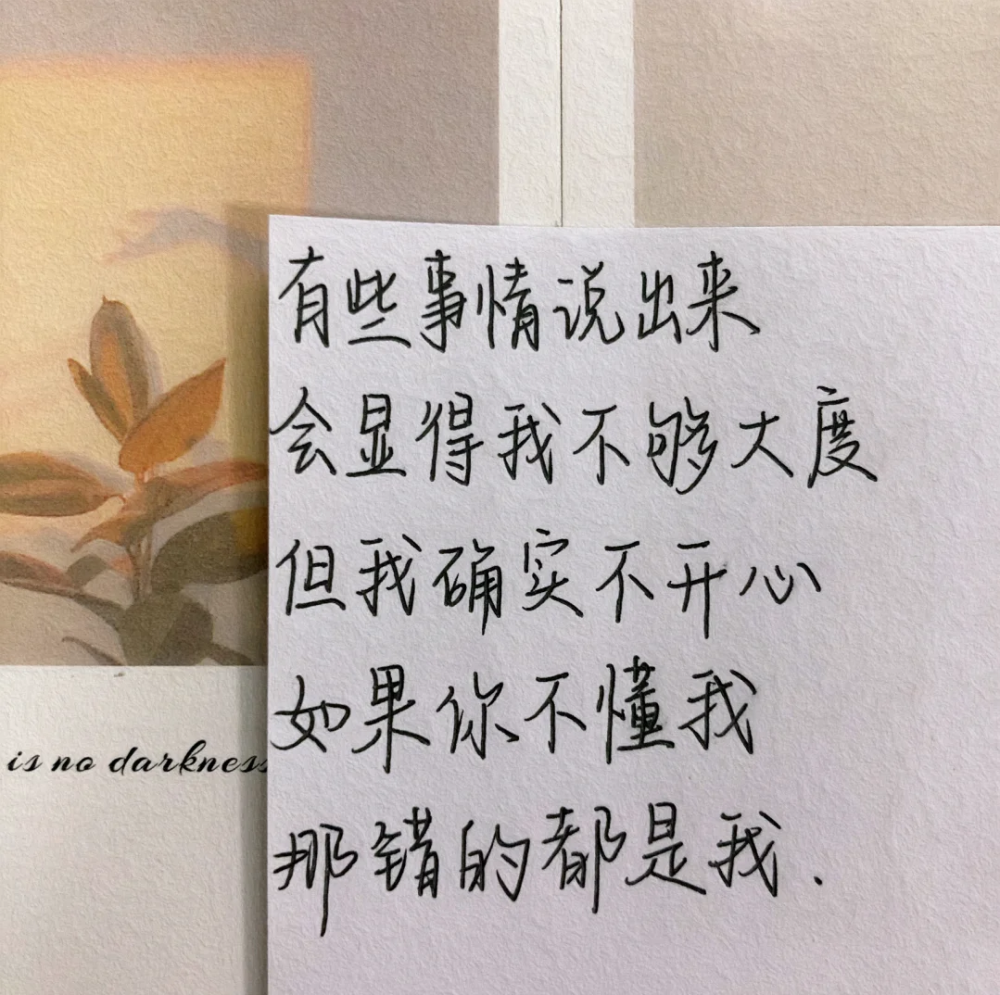 有些事情说出来
会显得我不够大度
但我确实不开心
如果你不懂我
那错的都是我.
is no darkness